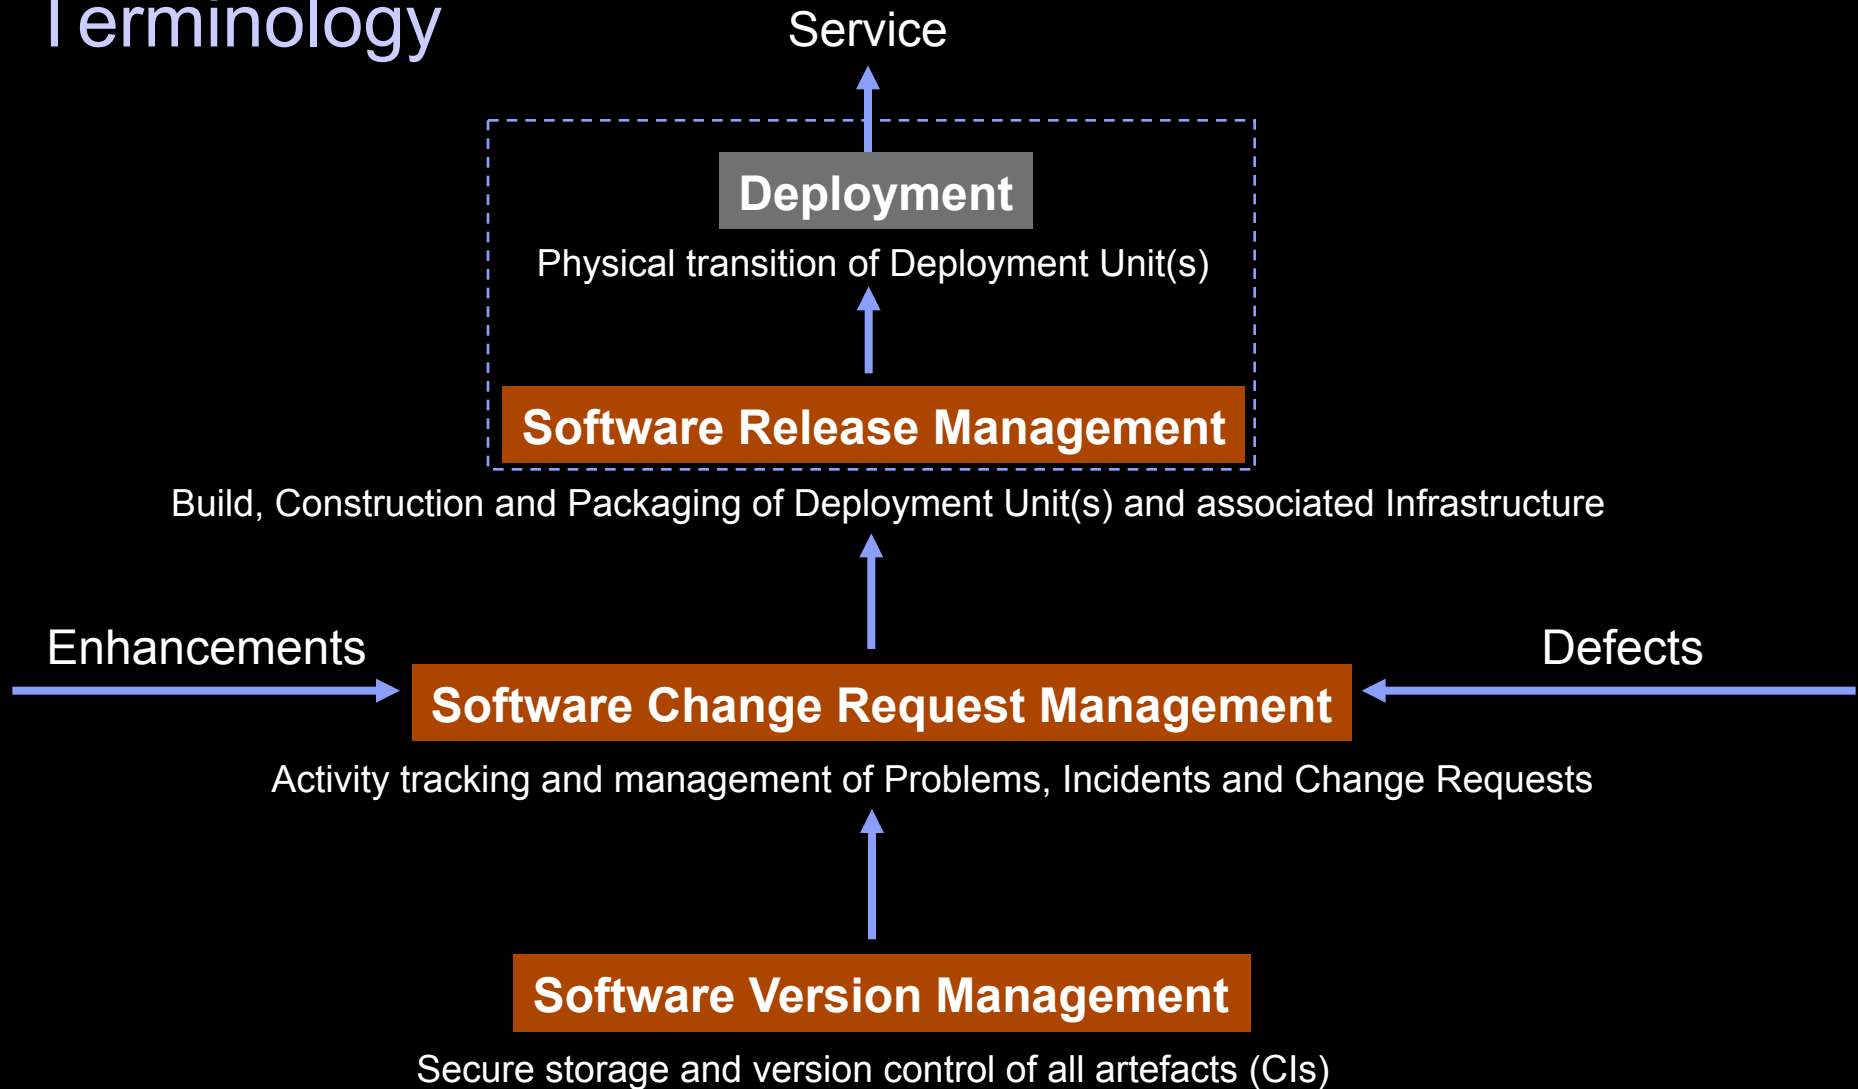 Terminology
Service
Deployment
Physical transition of Deployment Unit(s)
Software Release Management
Build, Construction and Packaging of Deployment Unit(s) and associated Infrastructure
Enhancements
Defects
Software Change Request Management
Activity tracking and management of Problems, Incidents and Change Requests
Software Version Management
Secure storage and version control of all artefacts (CIs)